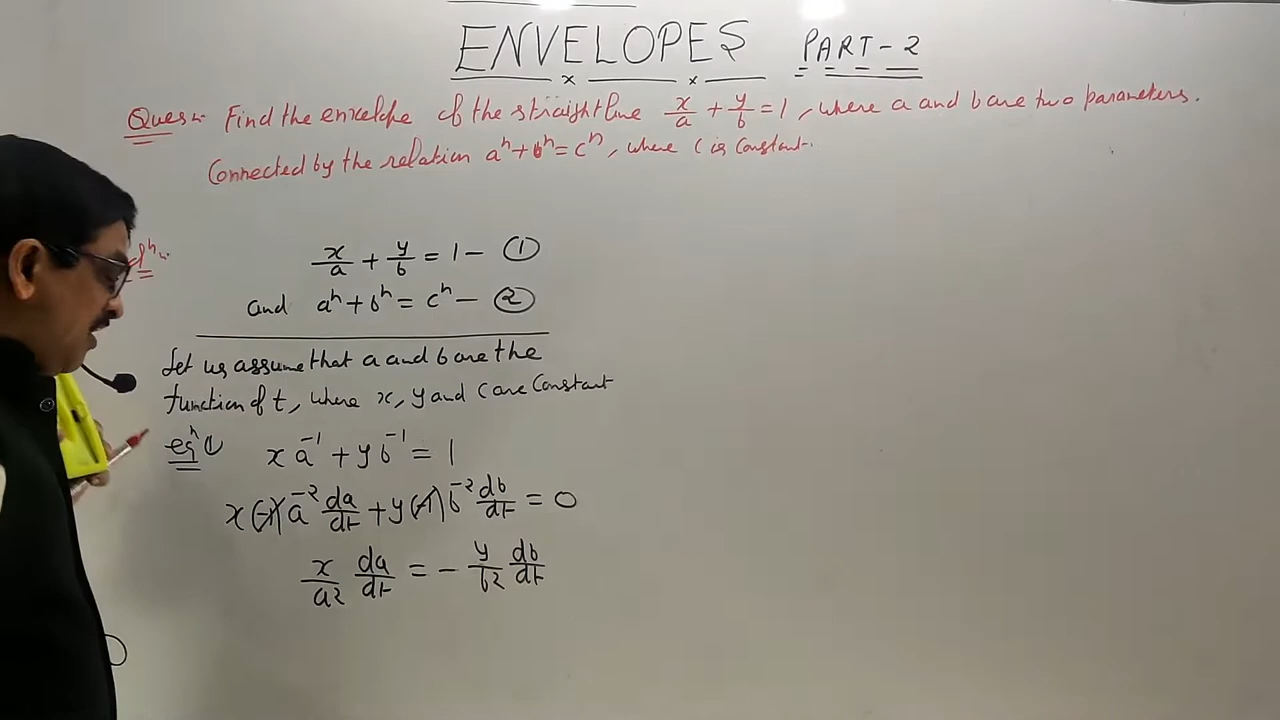 ENVELOPES PART-2
Ques:- Find the envelope of the straight line x/a + y/b = 1, where a and b are two parameters.
Connected by the relation aⁿ+bⁿ=cⁿ, where C is Constant.
x/a + y/b = 1 - ①
and aⁿ+bⁿ = cⁿ - ②
Let us assume that a and b are the
function of t, where x, y and C are Constant
eqⁿ ① x a⁻¹ + y b⁻¹ = 1
x(-1)a⁻² da/dt + y(-1)b⁻² db/dt = 0
x/a² da/dt = - y/b² db/dt